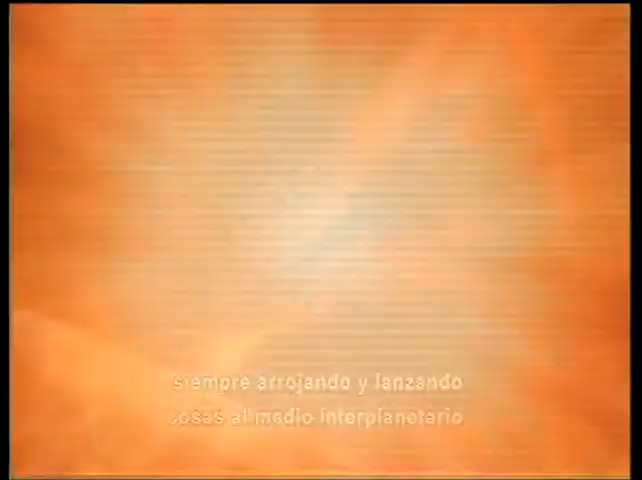 siempre arrojando y lanzando
cosas al medio interplanetario